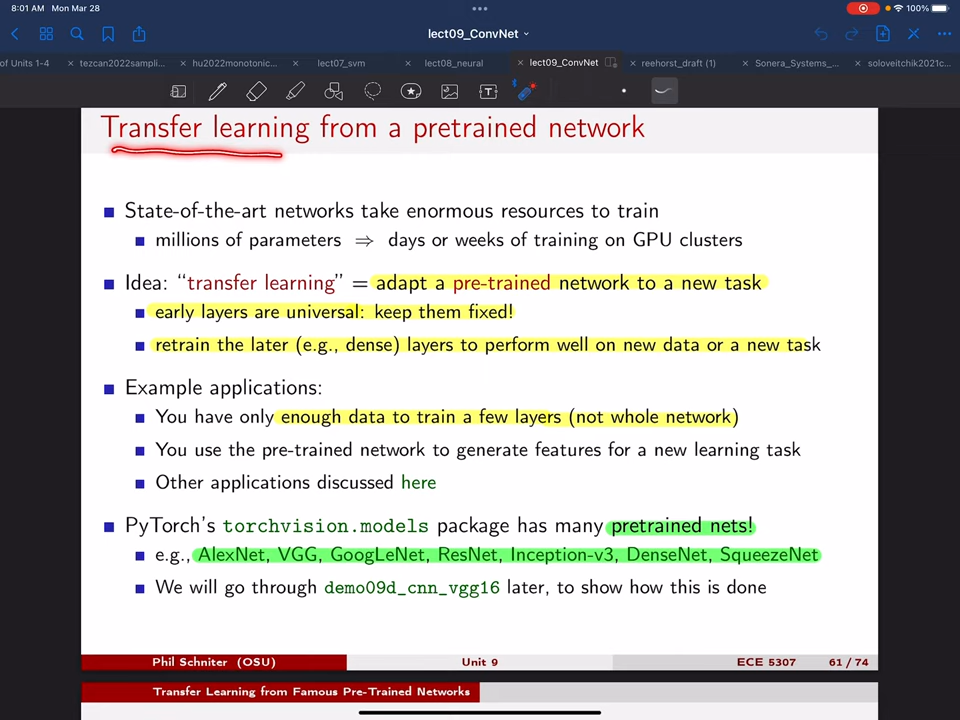 8:01 AM Mon Mar 28
100%
lect09_ConvNet
of Units 1-4
tezcan2022sampli...
hu2022monotonic...
lect07_svm
lect08_neural
lect09_ConvNet
reehorst_draft (1)
Sonera_Systems_...
soloveitchik2021c...
Transfer learning from a pretrained network
State-of-the-art networks take enormous resources to train
millions of parameters ⇒ days or weeks of training on GPU clusters
Idea: “transfer learning” = adapt a pre-trained network to a new task
early layers are universal: keep them fixed!
retrain the later (e.g., dense) layers to perform well on new data or a new task
Example applications:
You have only enough data to train a few layers (not whole network)
You use the pre-trained network to generate features for a new learning task
Other applications discussed here
PyTorch’s torchvision.models package has many pretrained nets!
e.g., AlexNet, VGG, GoogLeNet, ResNet, Inception-v3, DenseNet, SqueezeNet
We will go through demo09d_cnn_vgg16 later, to show how this is done
Phil Schniter (OSU) Unit 9 ECE 5307 61 / 74
Transfer Learning from Famous Pre-Trained Networks